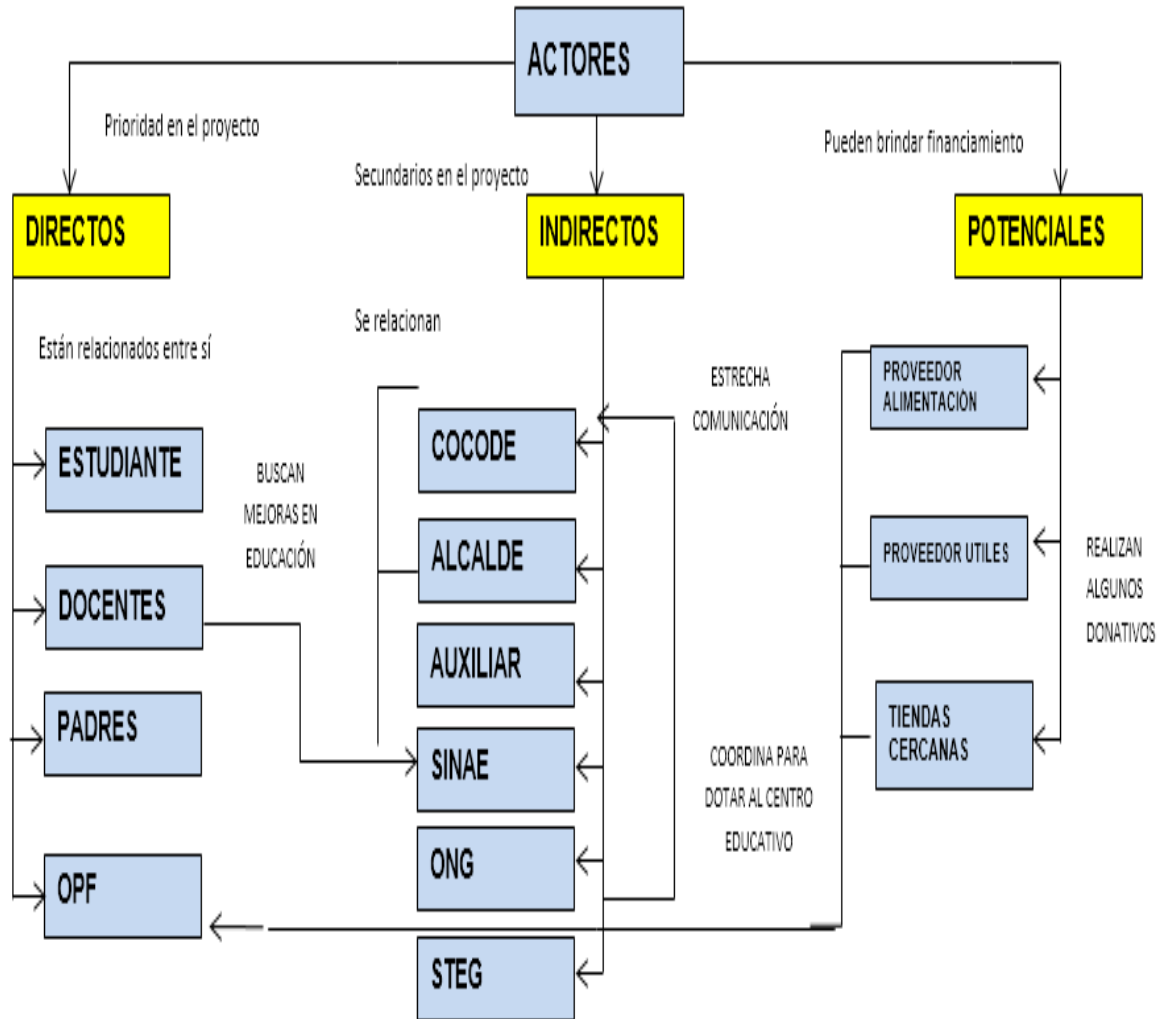 ACTORES
Prioridad en el proyecto
Secundarios en el proyecto
Pueden brindar financiamiento
DIRECTOS
INDIRECTOS
POTENCIALES
Están relacionados entre sí
ESTUDIANTE
DOCENTES
PADRES
OPF
BUSCAN
MEJORAS EN
EDUCACIÓN
Se relacionan
COCODE
ALCALDE
AUXILIAR
SINAE
ONG
STEG
ESTRECHA
COMUNICACIÓN
COORDINA PARA
DOTAR AL CENTRO
EDUCATIVO
PROVEEDOR
ALIMENTACIÒN
PROVEEDOR UTILES
TIENDAS
CERCANAS
REALIZAN
ALGUNOS
DONATIVOS